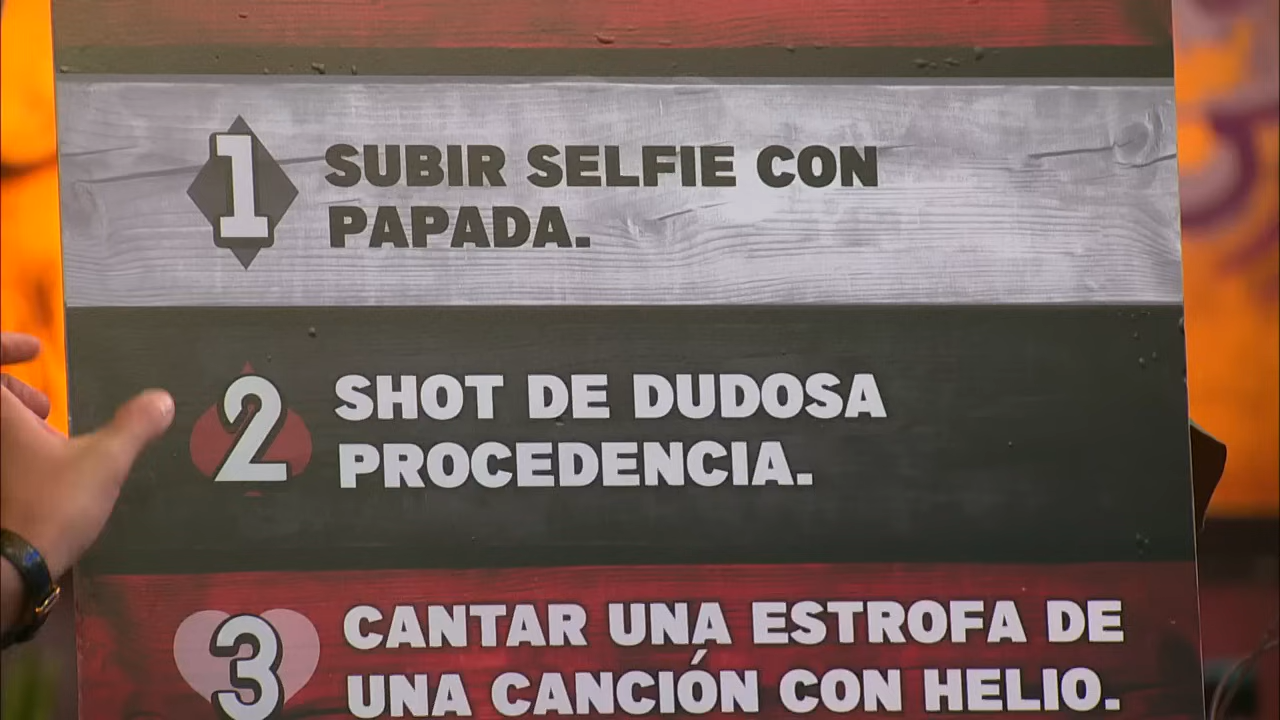 1
SUBIR SELFIE CON
PAPADA.
2
SHOT DE DUDOSA
PROCEDENCIA.
3
CANTAR UNA ESTROFA DE
UNA CANCIÓN CON HELIO.